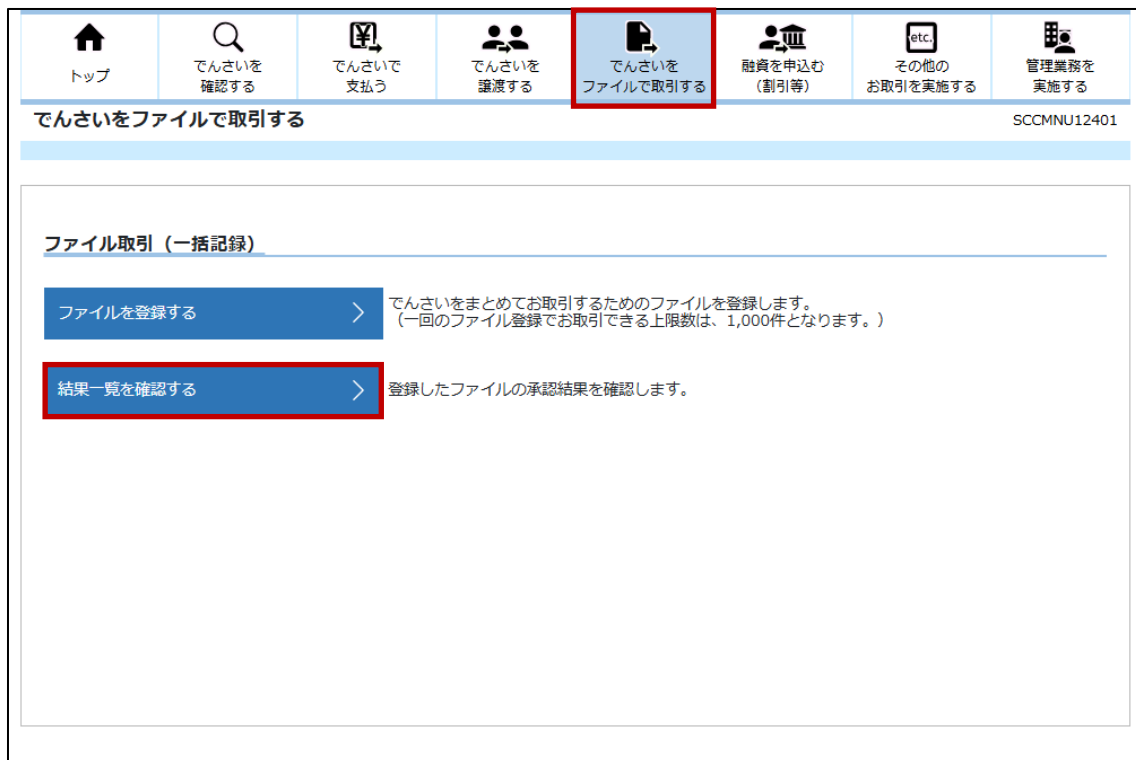 トップ
でんさいを
確認する
でんさいで
支払う
でんさいを
譲渡する
でんさいを
ファイルで取引する
融資を申込む
（割引等）
etc.
その他の
お取引を実施する
管理業務を
実施する
でんさいをファイルで取引する
SCCMNU12401
ファイル取引（一括記録）
ファイルを登録する
でんさいをまとめてお取引するためのファイルを登録します。
（一回のファイル登録でお取引できる上限数は、1,000件となります。）
結果一覧を確認する
登録したファイルの承認結果を確認します。